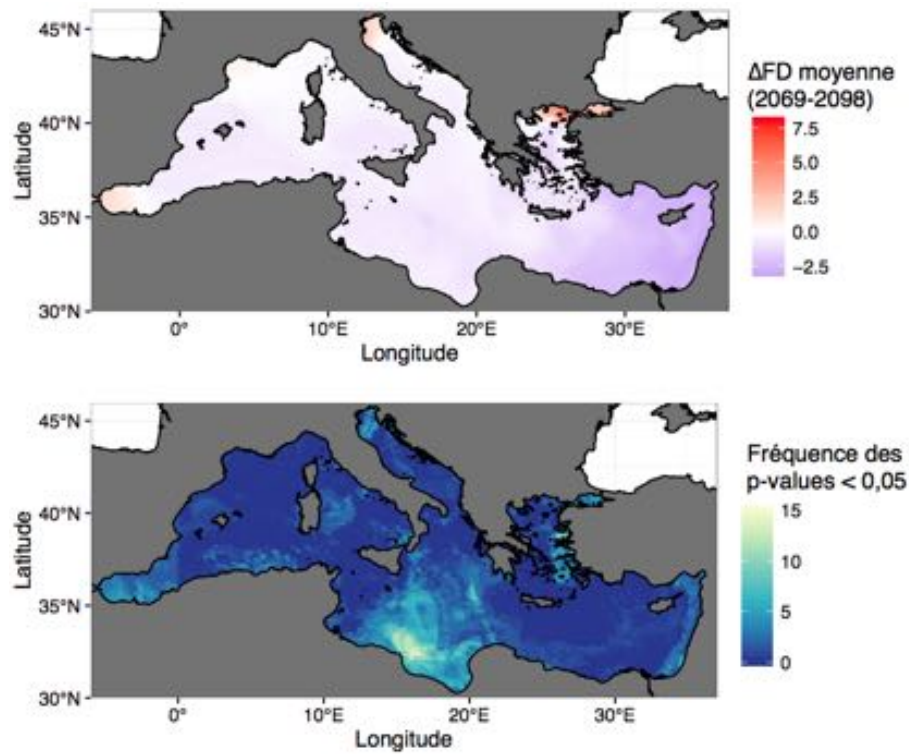 45°N
40°N
35°N
30°N
Latitude
0°
10°E
20°E
30°E
Longitude
ΔFD moyenne
(2069-2098)
7.5
5.0
2.5
0.0
−2.5
45°N
40°N
35°N
30°N
Latitude
0°
10°E
20°E
30°E
Longitude
Fréquence des
p-values < 0,05
15
10
5
0